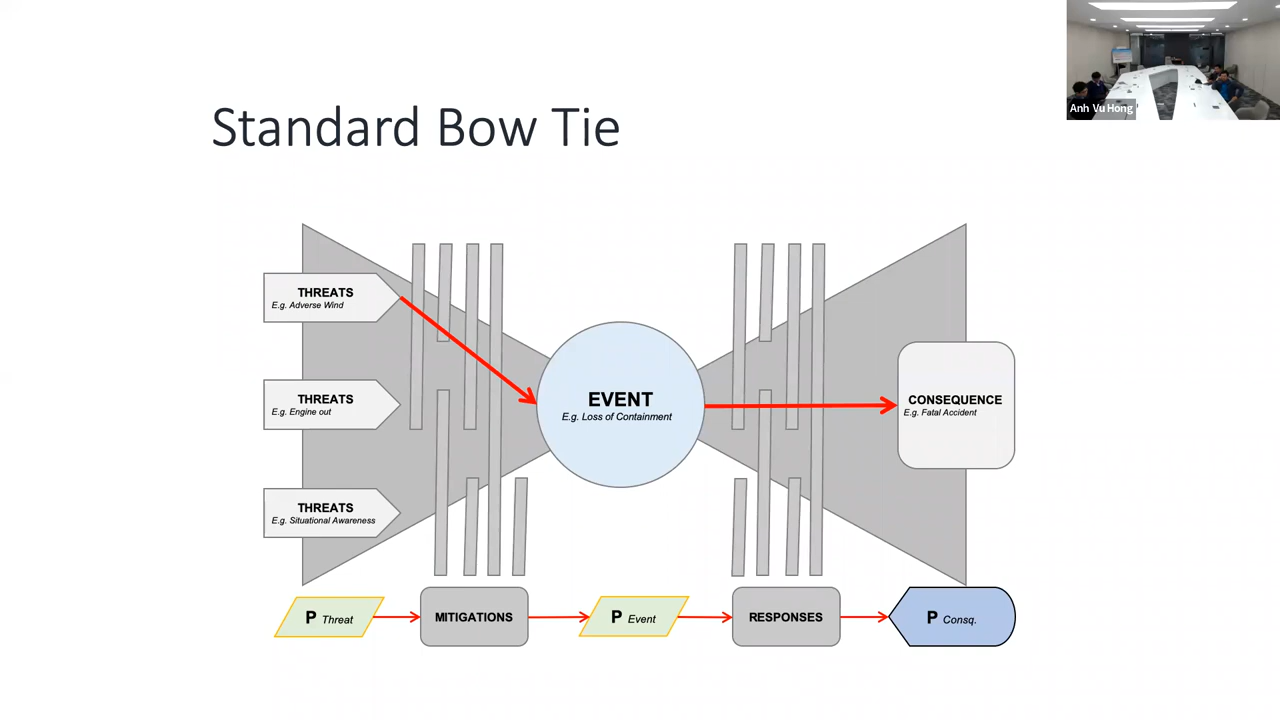 Anh Vu Hong
Standard Bow Tie
THREATS
E.g. Adverse Wind
THREATS
E.g. Engine out
THREATS
E.g. Situational Awareness
EVENT
E.g. Loss of Containment
CONSEQUENCE
E.g. Fatal Accident
P Threat
MITIGATIONS
P Event
RESPONSES
P Consq.